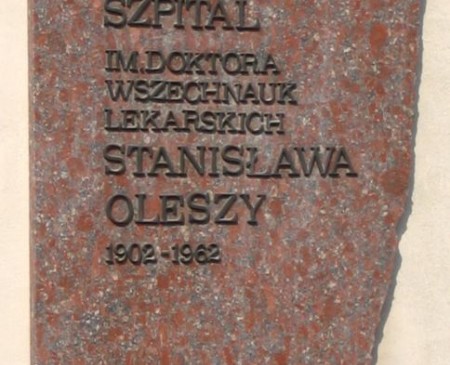 SZPITAL
IM. DOKTORA
WSZECHNAUK
LEKARSKICH
STANISŁAWA
OLESZY
1902-1962